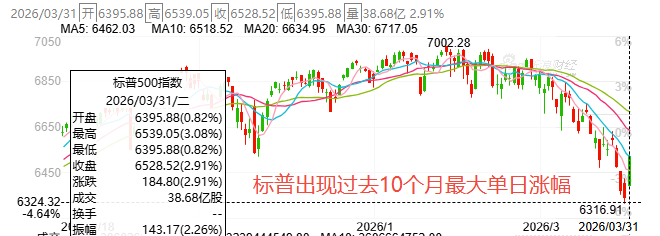 2026/03/31 开 6395.88 高 6539.05 收 6528.52 低 6395.88 量 38.68亿 2.91%
MA5: 6462.03 MA10: 6518.52 MA20: 6634.95 MA30: 6717.05
7050 7002.28 6%
6850
标普500指数
2026/03/31/二
开盘 6395.88(0.82%)
最高 6539.05(3.08%)
最低 6395.88(0.82%)
收盘 6528.52(2.91%)
涨跌 184.80(2.91%)
成交 38.68亿股
换手 --
振幅 143.17(2.26%)
6650
0%
6450
标普出现过去10个月最大单日涨幅
6324.32
-4.64%
6316.91
2026/1 2026/3 2026/03/31